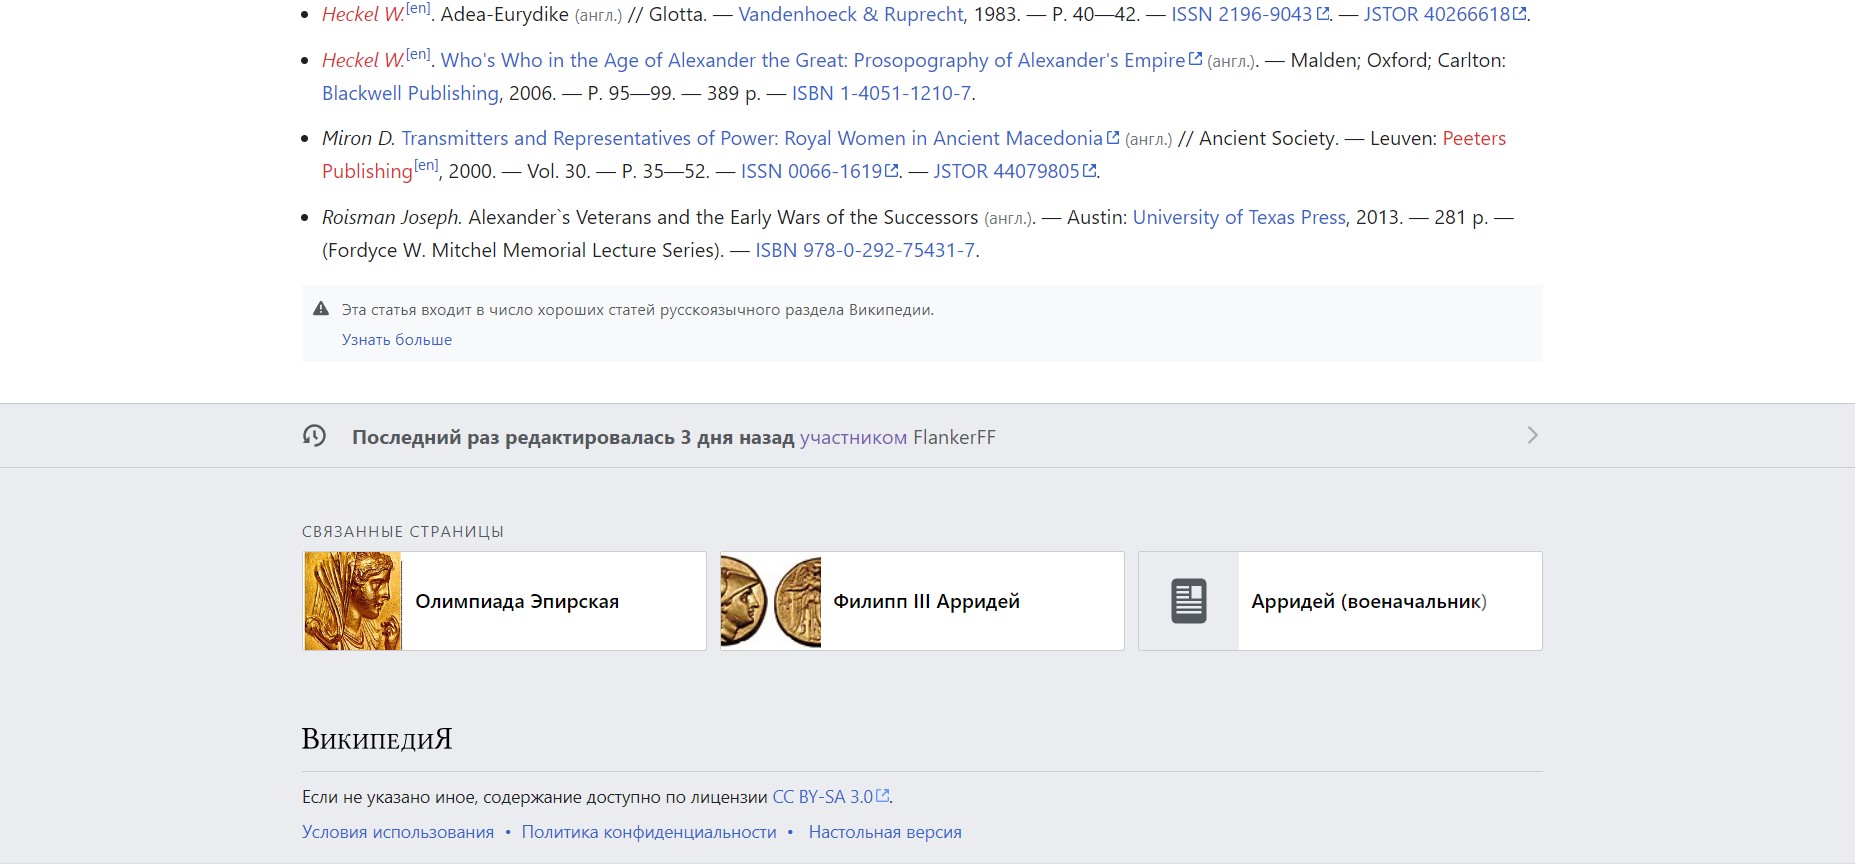 Heckel W.[en]. Adea-Eurydike (англ.) // Glotta. — Vandenhoeck & Ruprecht, 1983. — P. 40—42. — ISSN 2196-9043. — JSTOR 40266618.
Heckel W.[en]. Who's Who in the Age of Alexander the Great: Prosopography of Alexander's Empire (англ.). — Malden; Oxford; Carlton:
Blackwell Publishing, 2006. — P. 95—99. — 389 p. — ISBN 1-4051-1210-7.
Miron D. Transmitters and Representatives of Power: Royal Women in Ancient Macedonia (англ.) // Ancient Society. — Leuven: Peeters
Publishing[en], 2000. — Vol. 30. — P. 35—52. — ISSN 0066-1619. — JSTOR 44079805.
Roisman Joseph. Alexander`s Veterans and the Early Wars of the Successors (англ.). — Austin: University of Texas Press, 2013. — 281 p. —
(Fordyce W. Mitchel Memorial Lecture Series). — ISBN 978-0-292-75431-7.
Эта статья входит в число хороших статей русскоязычного раздела Википедии.
Узнать больше
Последний раз редактировалась 3 дня назад участником FlankerFF
СВЯЗАННЫЕ СТРАНИЦЫ
Олимпиада Эпирская
Филипп III Арридей
Арридей (военачальник)
ВикипедиЯ
Если не указано иное, содержание доступно по лицензии CC BY-SA 3.0.
Условия использования • Политика конфиденциальности • Настольная версия